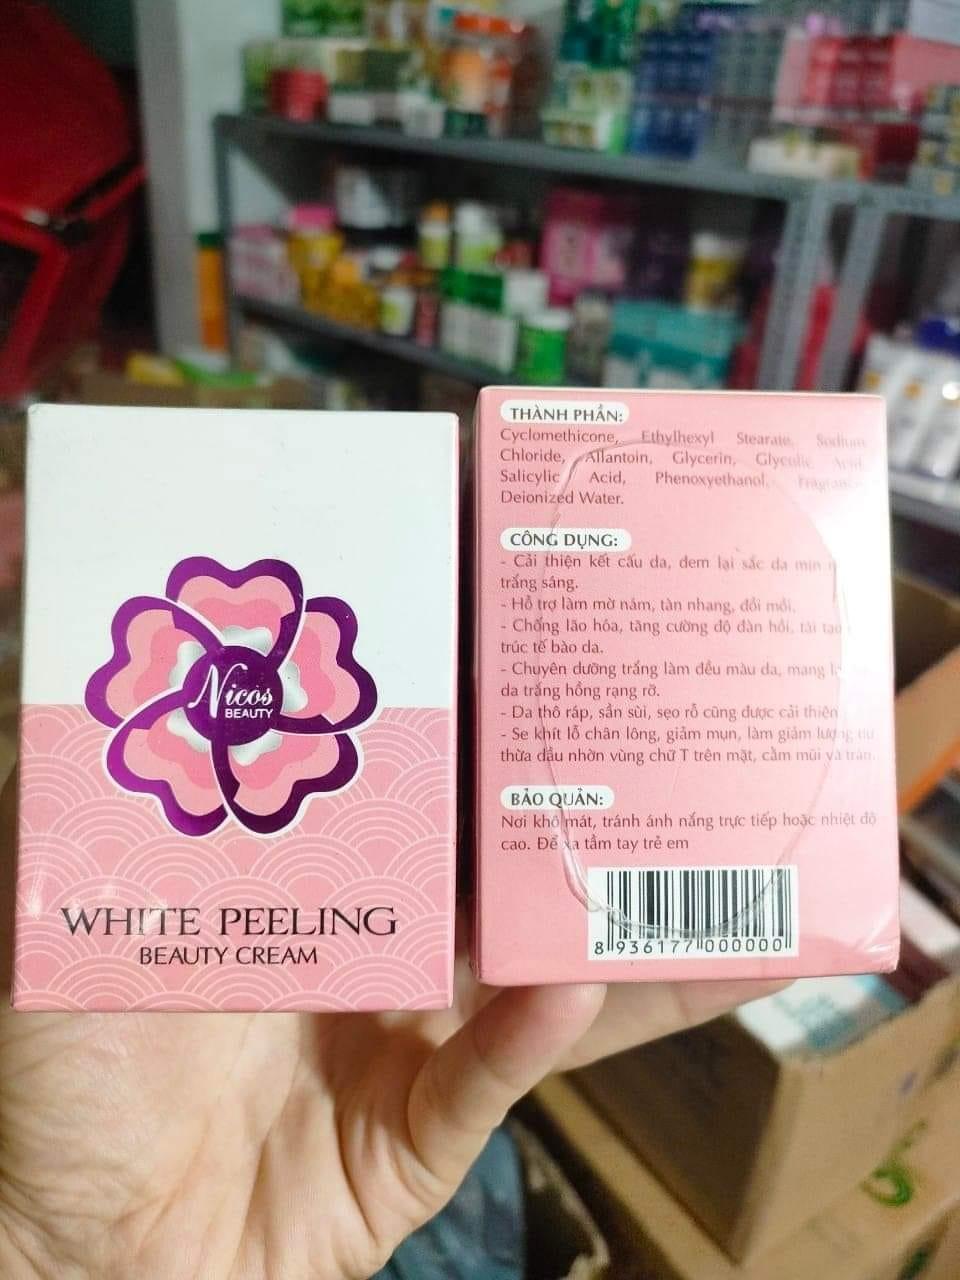 Nicos
BEAUTY
WHITE PEELING
BEAUTY CREAM
THÀNH PHẦN:
Cyclomethicone, Ethylhexyl Stearate, Sodium
Chloride, Allantoin, Glycerin, Glycolic Acid,
Salicylic Acid, Phenoxyethanol, Fragrance,
Deionized Water.
CÔNG DỤNG:
- Cải thiện kết cấu da, đem lại sắc da mịn
trắng sáng.
- Hỗ trợ làm mờ nám, tàn nhang, đồi mồi.
- Chống lão hóa, tăng cường độ đàn hồi, tái tạo
trúc tế bào da.
- Chuyên dưỡng trắng làm đều màu da, mang
da trắng hồng rạng rỡ.
- Da thô ráp, sần sùi, sẹo rỗ cũng được cải thiện
- Se khít lỗ chân lông, giảm mụn, làm giảm lượng
thừa dầu nhờn vùng chữ T trên mặt, cằm mũi và trán.
BẢO QUẢN:
Nơi khô mát, tránh ánh nắng trực tiếp hoặc nhiệt độ
cao. Để xa tầm tay trẻ em
8 936177 000000